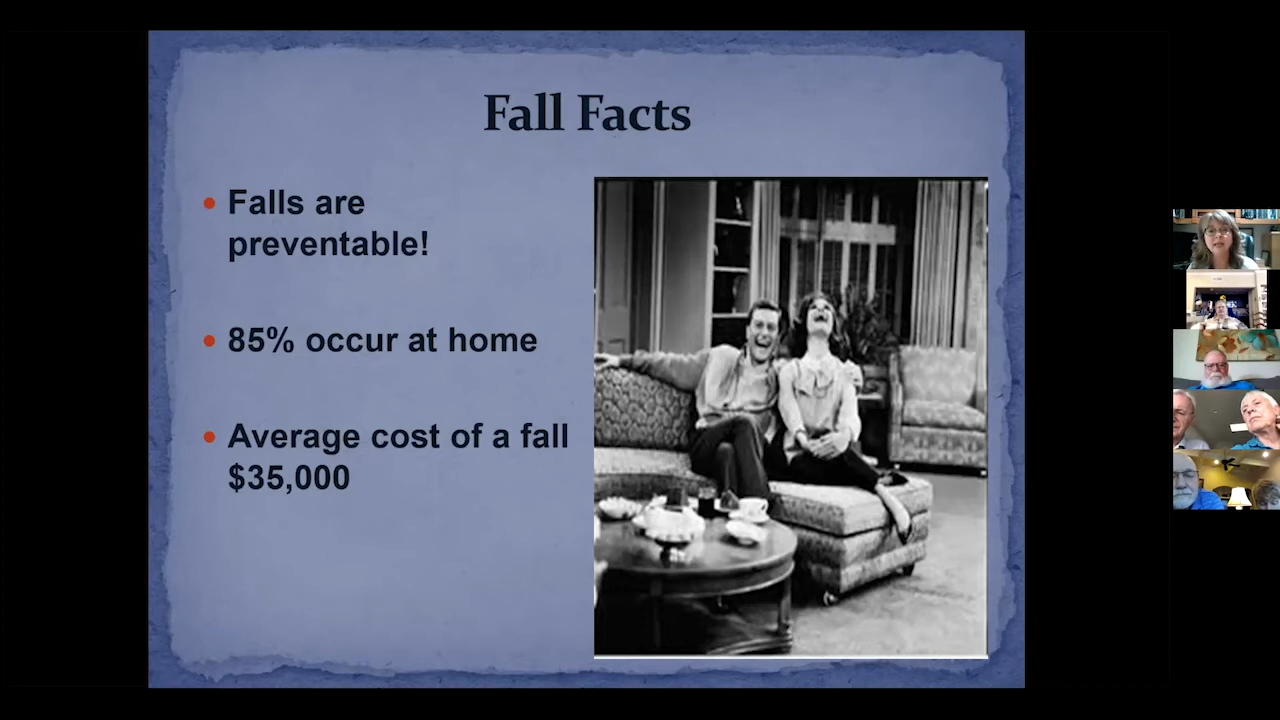 Fall Facts
Falls are
preventable!
85% occur at home
Average cost of a fall
$35,000